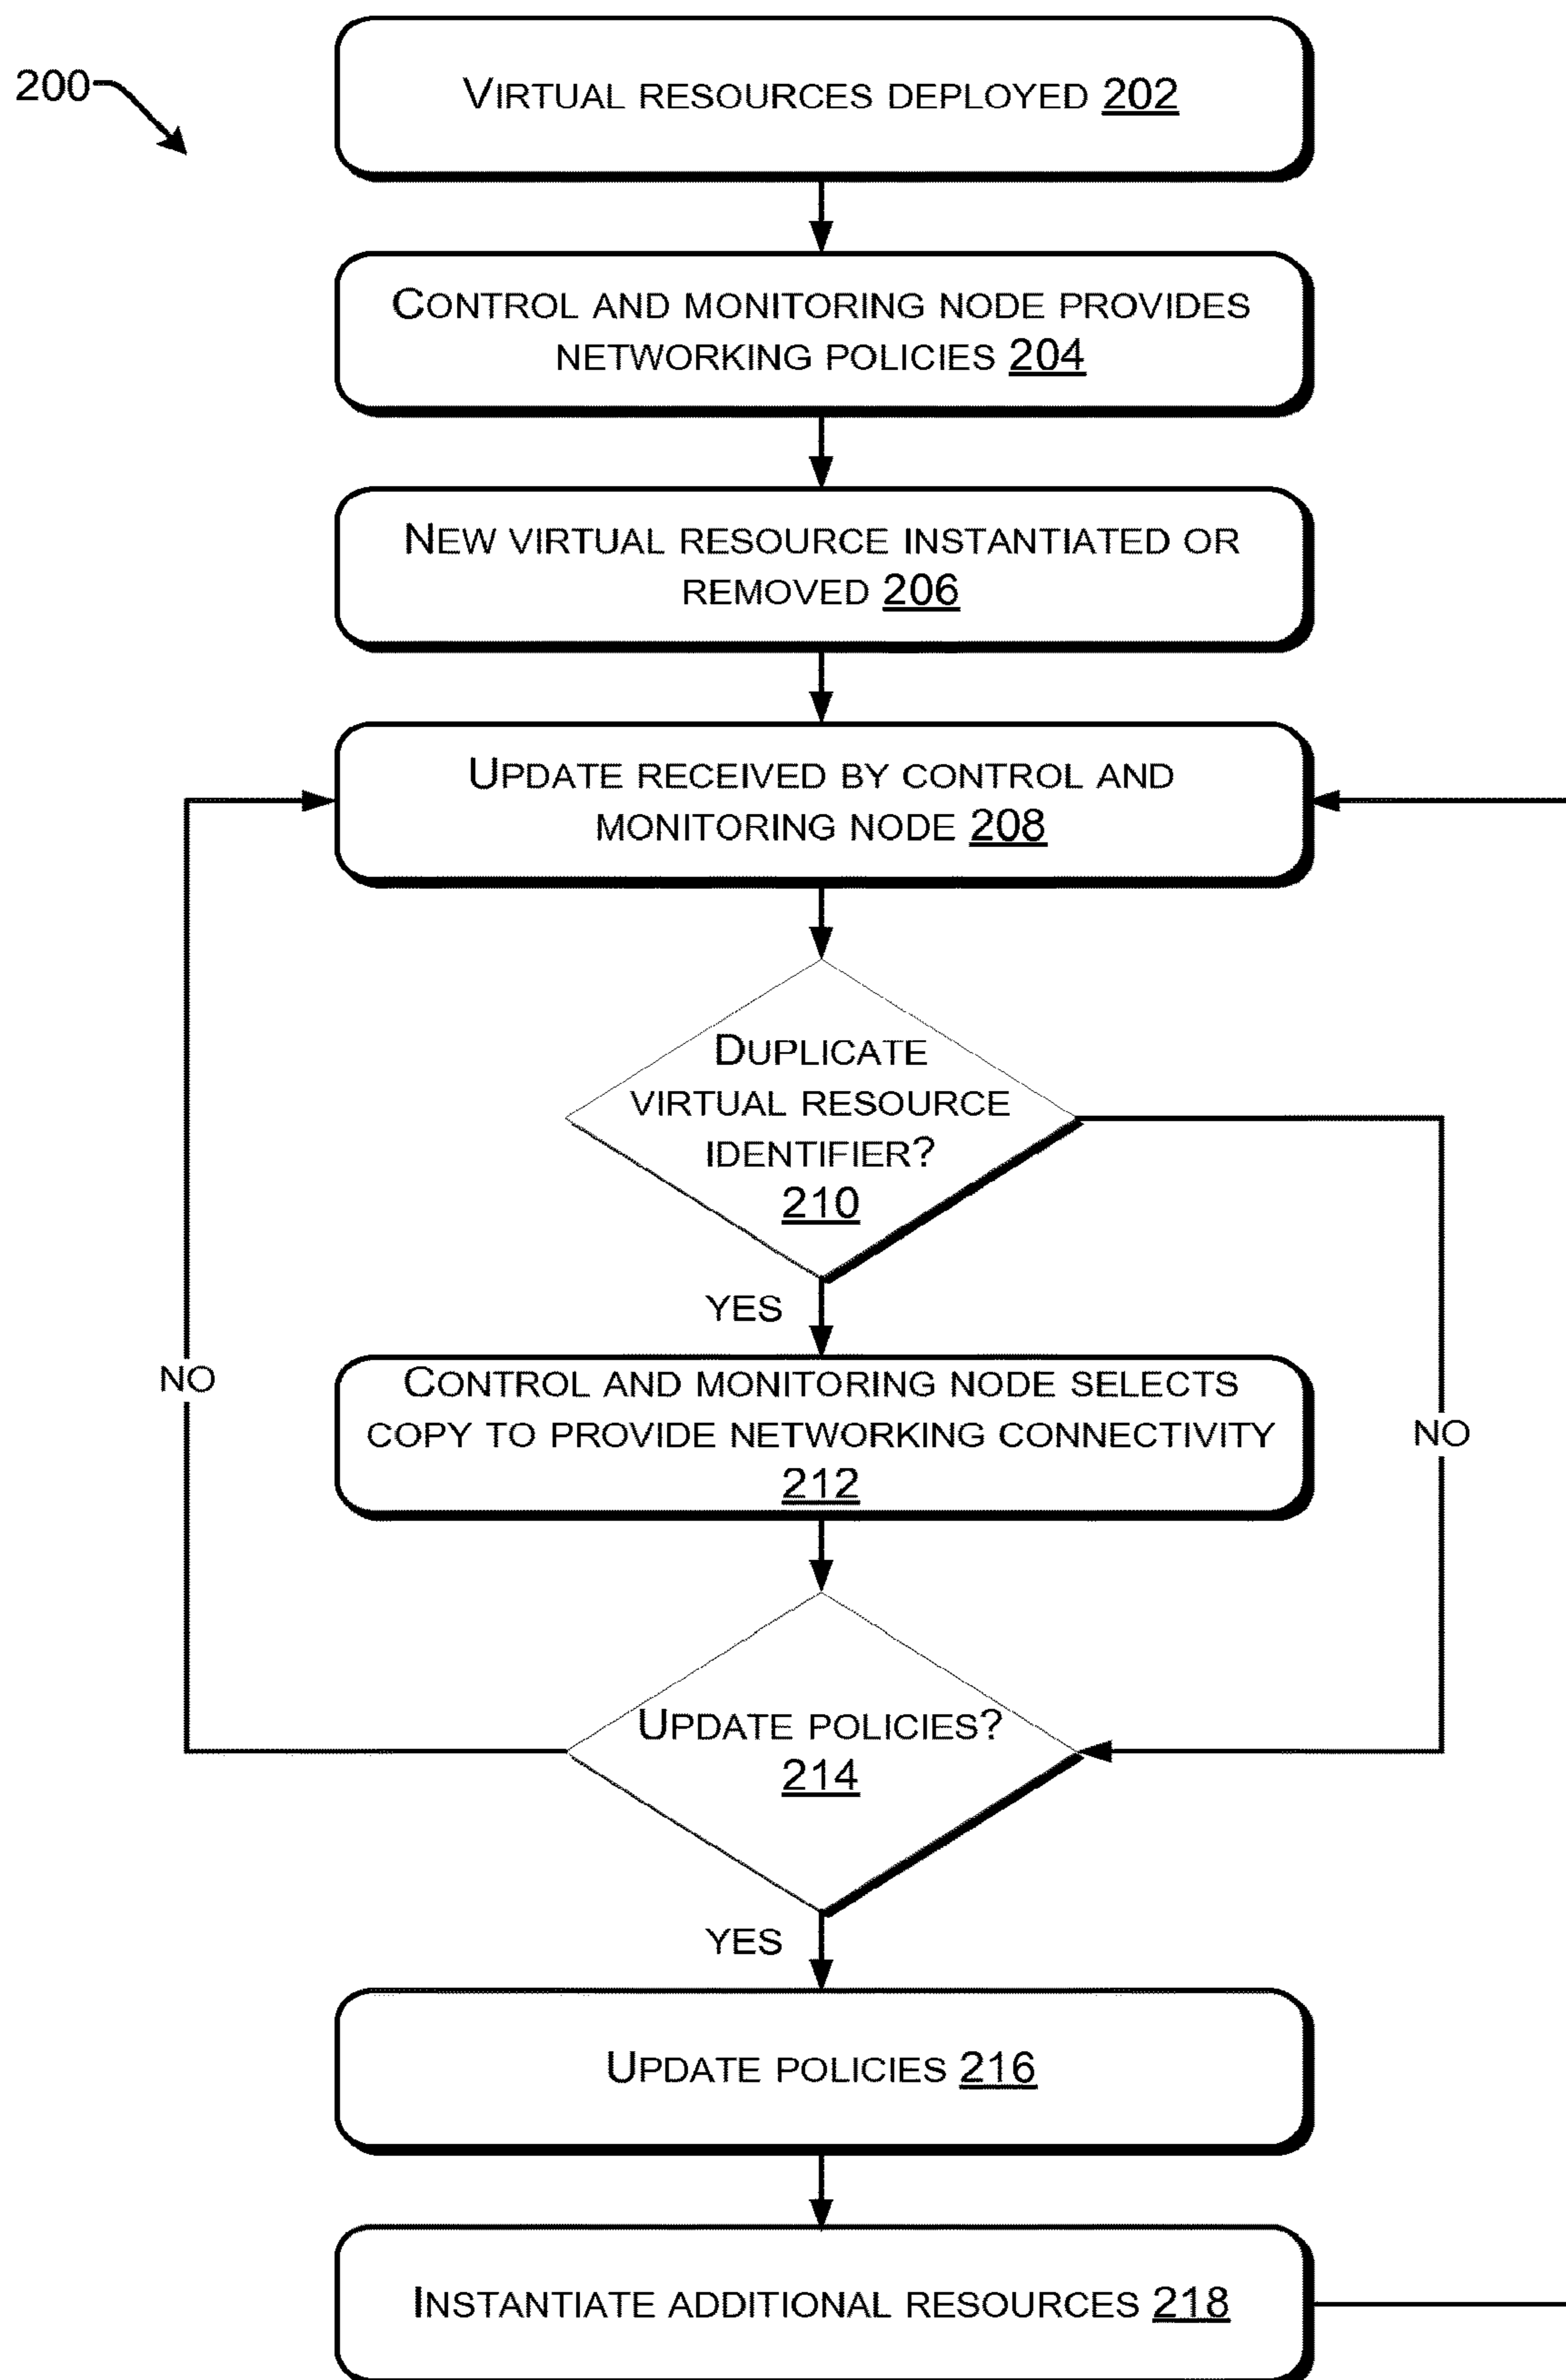 200
VIRTUAL RESOURCES DEPLOYED 202
CONTROL AND MONITORING NODE PROVIDES
NETWORKING POLICIES 204
NEW VIRTUAL RESOURCE INSTANTIATED OR
REMOVED 206
UPDATE RECEIVED BY CONTROL AND
MONITORING NODE 208
DUPLICATE
VIRTUAL RESOURCE
IDENTIFIER?
210
YES
NO
CONTROL AND MONITORING NODE SELECTS
COPY TO PROVIDE NETWORKING CONNECTIVITY
212
NO
UPDATE POLICIES?
214
YES
UPDATE POLICIES 216
INSTANTIATE ADDITIONAL RESOURCES 218